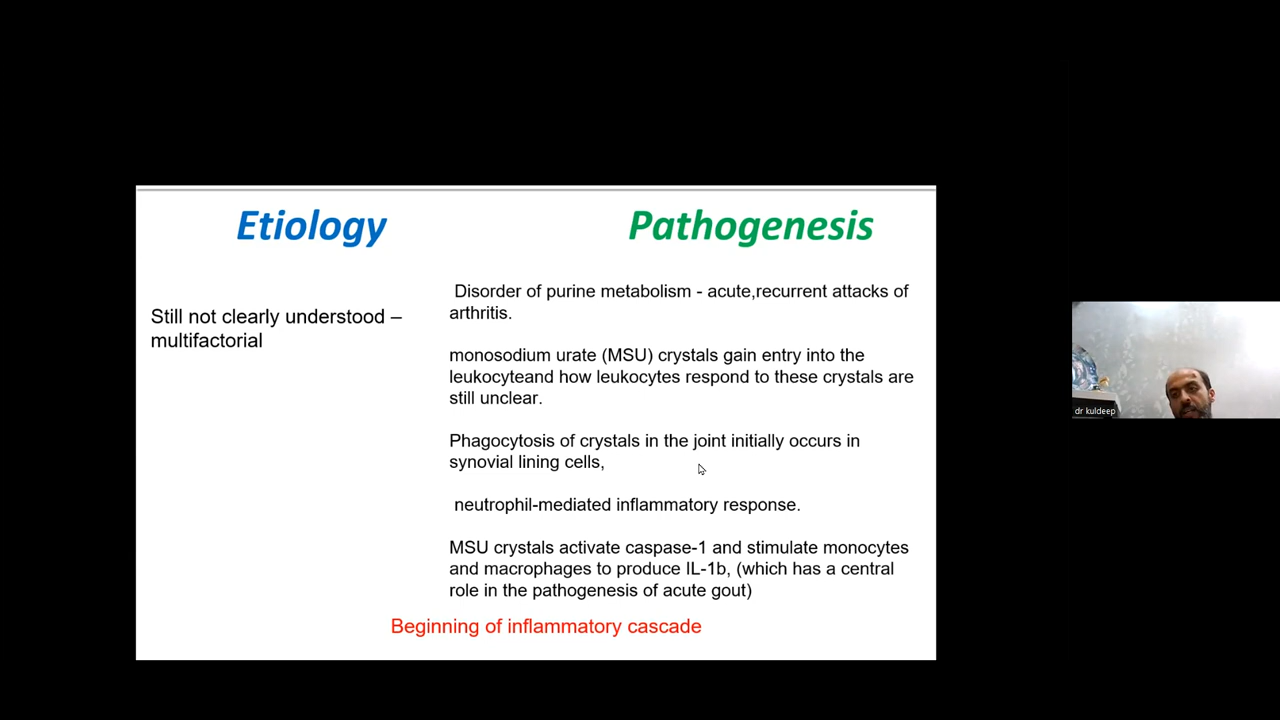 Etiology
Pathogenesis
Still not clearly understood –
multifactorial
Disorder of purine metabolism - acute,recurrent attacks of
arthritis.
monosodium urate (MSU) crystals gain entry into the
leukocyteand how leukocytes respond to these crystals are
still unclear.
Phagocytosis of crystals in the joint initially occurs in
synovial lining cells,
neutrophil-mediated inflammatory response.
MSU crystals activate caspase-1 and stimulate monocytes
and macrophages to produce IL-1b, (which has a central
role in the pathogenesis of acute gout)
Beginning of inflammatory cascade
dr kuldeep